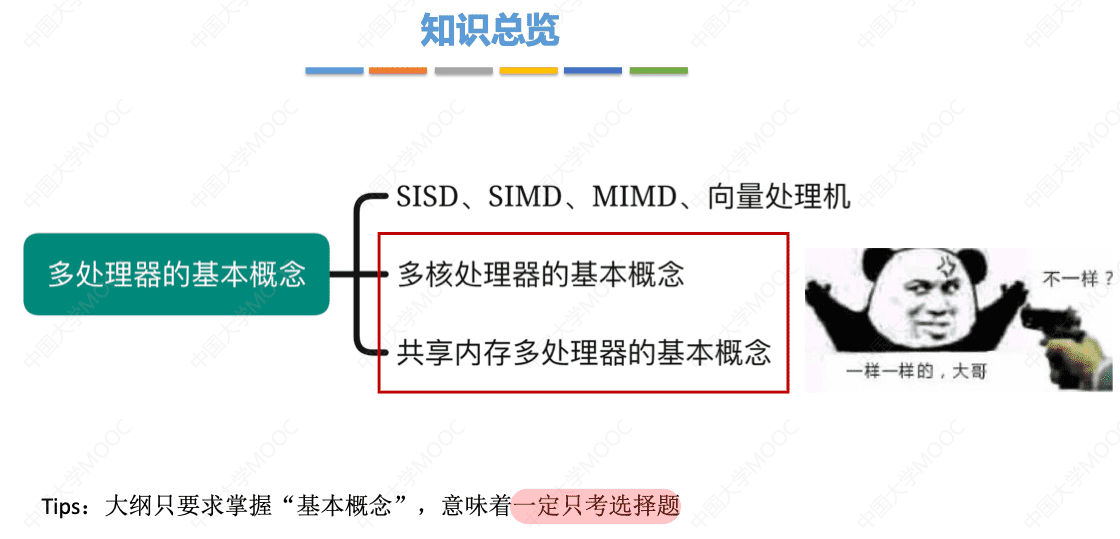 知识总览
SISD、SIMD、MIMD、向量处理机
多处理器的基本概念
多核处理器的基本概念
共享内存多处理器的基本概念
不一样？
一样一样的，大哥
Tips：大纲只要求掌握“基本概念”，意味着一定只考选择题
中国大学MOOC